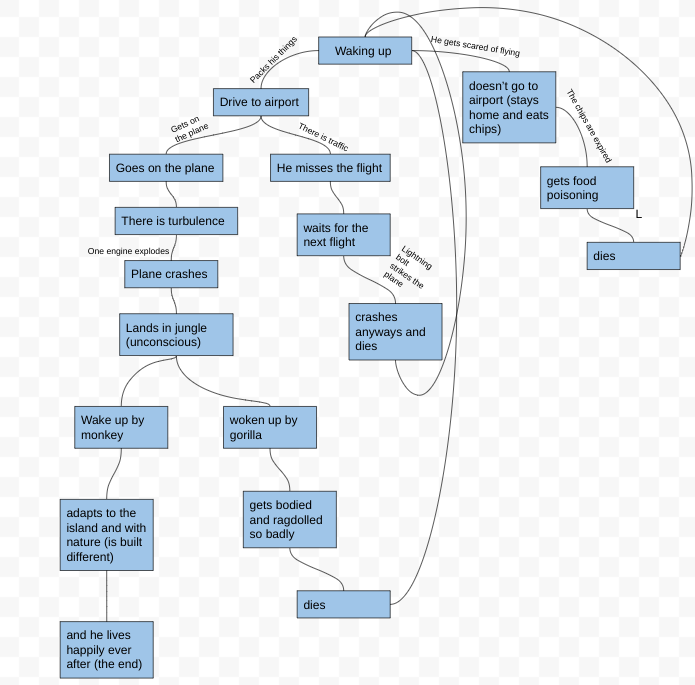 Waking up
Packs his things
He gets scared of flying
Drive to airport
doesn't go to
airport (stays
home and eats
chips)
Gets on
the plane
There is traffic
The chips are expired
Goes on the plane
He misses the flight
gets food
poisoning
L
There is turbulence
waits for the
next flight
dies
One engine explodes
Lightning
bolt
strikes the
plane
Plane crashes
crashes
anyways and
dies
Lands in jungle
(unconscious)
Wake up by
monkey
woken up by
gorilla
adapts to the
island and with
nature (is built
different)
gets bodied
and ragdolled
so badly
dies
and he lives
happily ever
after (the end)